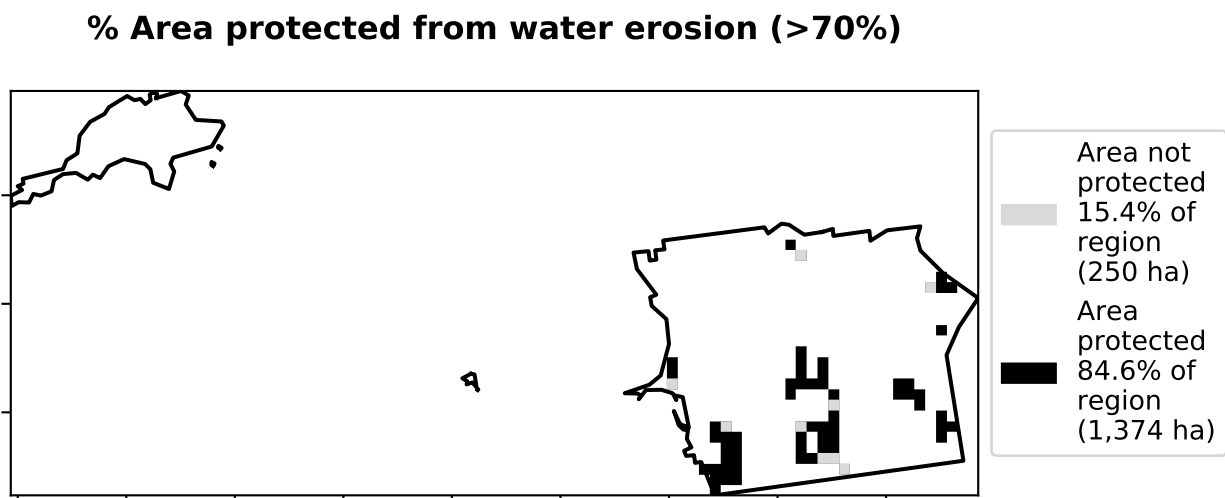 % Area protected from water erosion (>70%)
Area not
protected
15.4% of
region
(250 ha)
Area
protected
84.6% of
region
(1,374 ha)